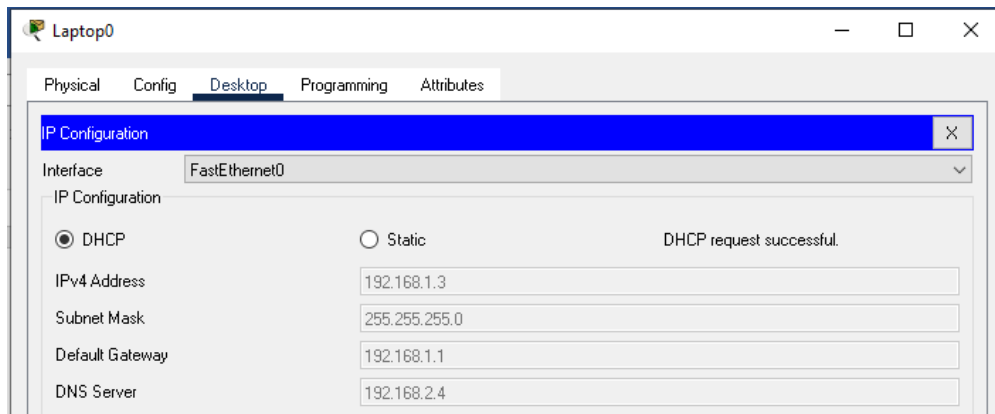 Laptop0
Physical Config Desktop Programming Attributes
IP Configuration X
Interface FastEthernet0
IP Configuration
DHCP Static DHCP request successful.
IPv4 Address 192.168.1.3
Subnet Mask 255.255.255.0
Default Gateway 192.168.1.1
DNS Server 192.168.2.4